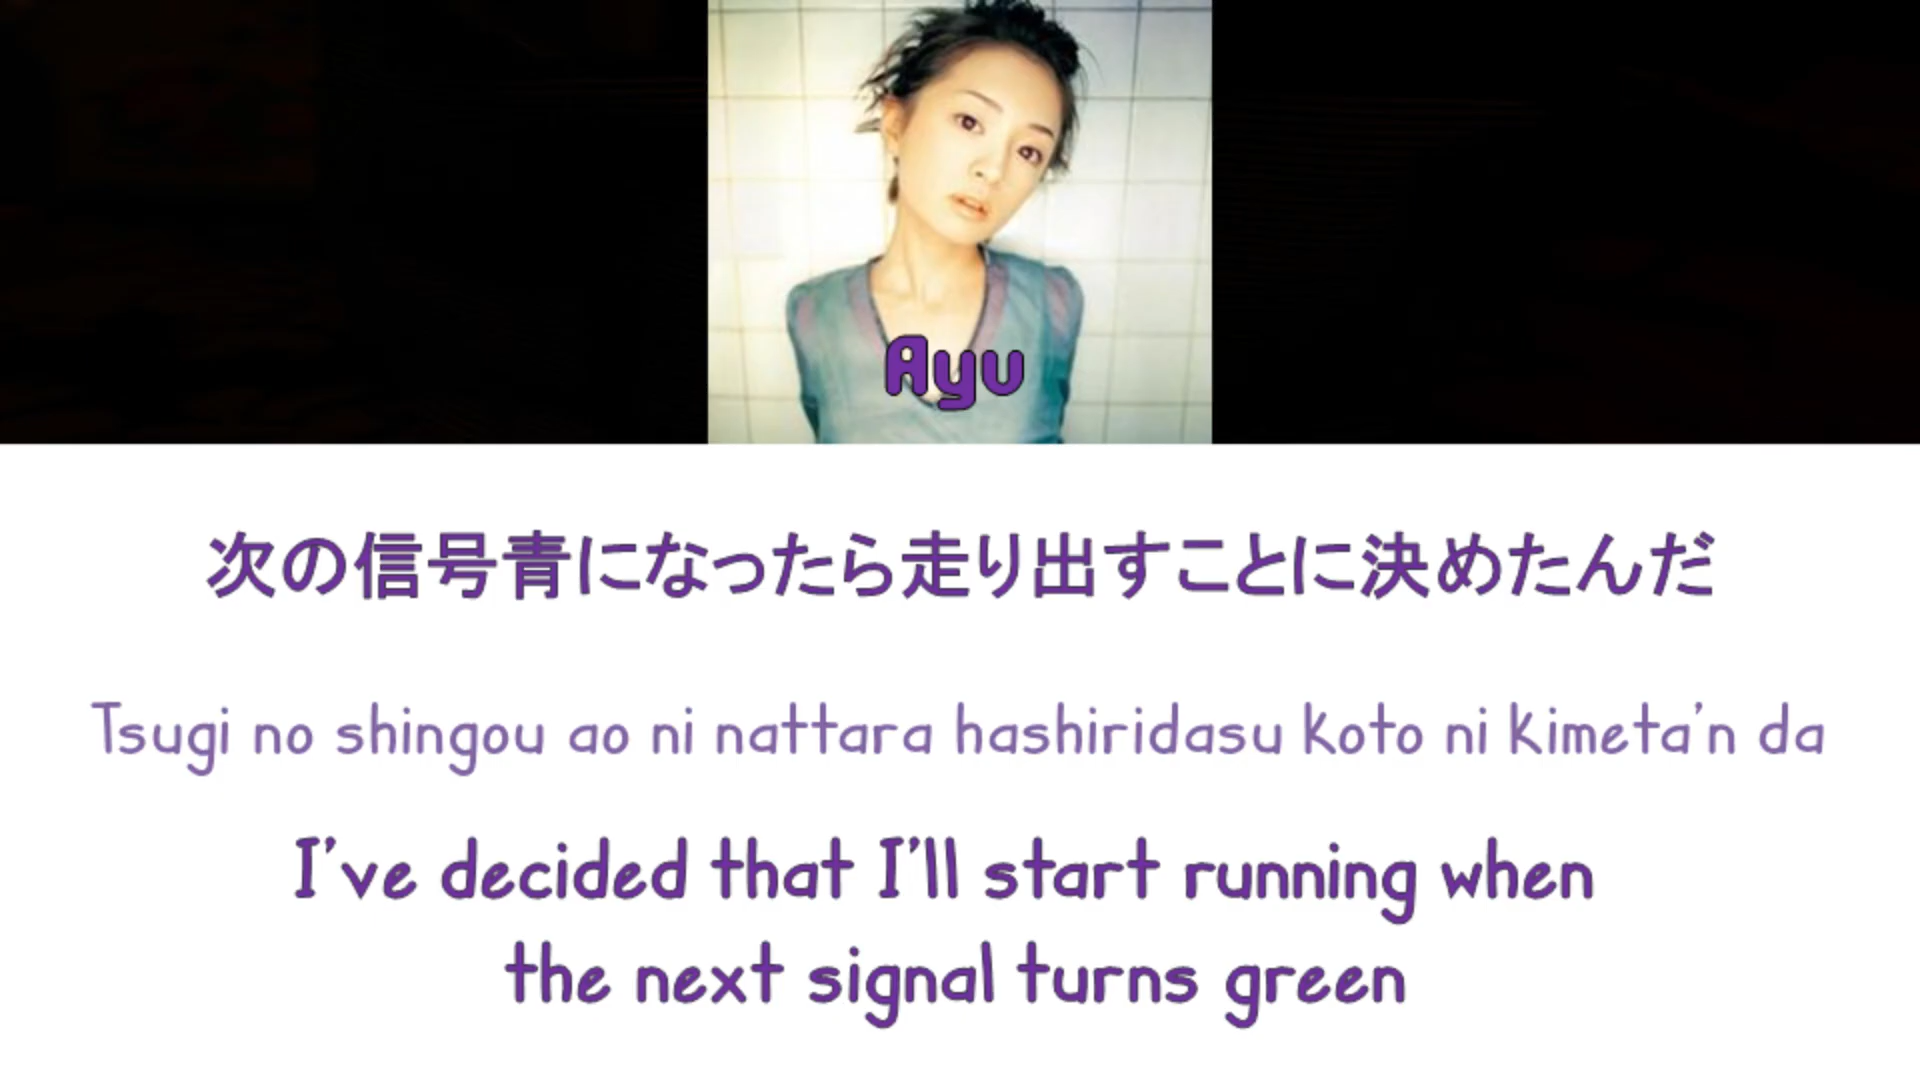 Ayu
次の信号青になったら走り出すことに決めたんだ
Tsugi no shingou ao ni nattara hashiridasu koto ni kimeta'n da
I've decided that I'll start running when
the next signal turns green